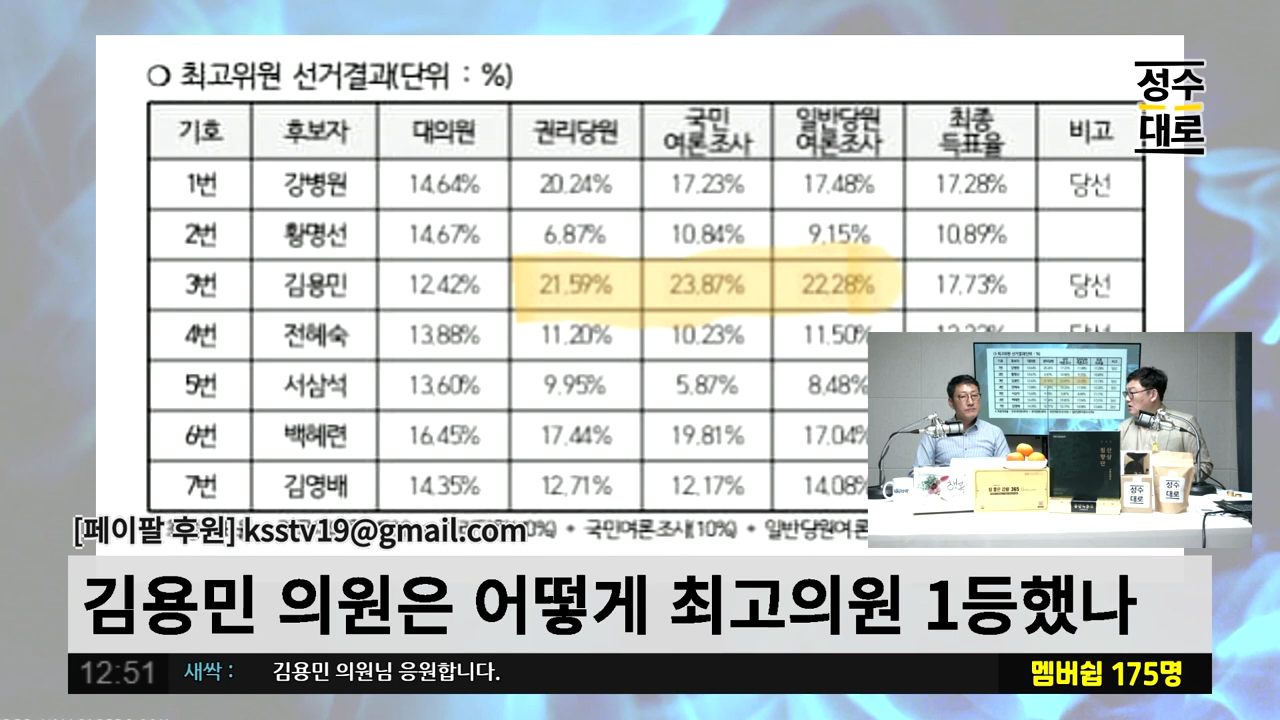 ❍ 최고위원 선거결과(단위 : %)
성수
대로
기호 후보자 대의원 권리당원 국민 여론조사 일반당원 여론조사 최종 득표율 비고
1번 강병원 14.64% 20.24% 17.23% 17.48% 17.28% 당선
2번 황명선 14.67% 6.87% 10.84% 9.15% 10.89%
3번 김용민 12.42% 21.59% 23.87% 22.28% 17.73% 당선
4번 전혜숙 13.88% 11.20% 10.23% 11.50% 당선
5번 서삼석 13.60% 9.95% 5.87% 8.48%
6번 백혜련 16.45% 17.44% 19.81% 17.04%
7번 김영배 14.35% 12.71% 12.17% 14.08%
+ 국민여론조사(10%) + 일반당원여론
성수
대로
성수
대로
[페이팔 후원] ksstv19@gmail.com
김용민 의원은 어떻게 최고의원 1등했나
12:51 새싹 : 김용민 의원님 응원합니다. 멤버쉽 175명